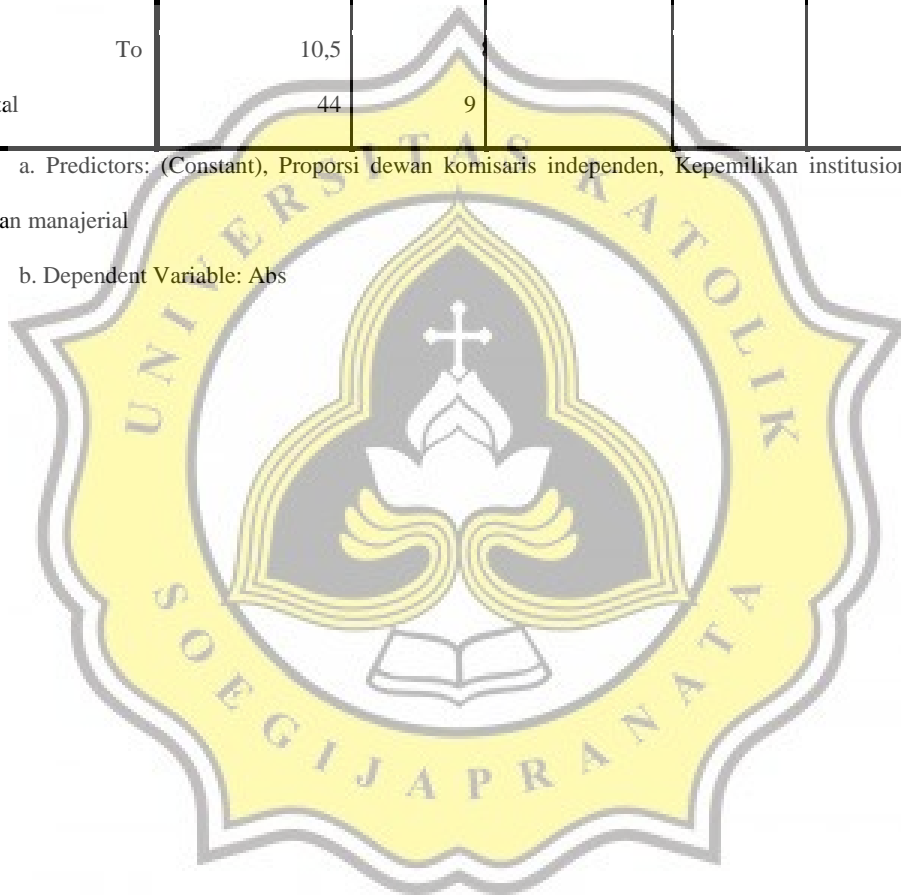 To 10,5
tal 44 9
a. Predictors: (Constant), Proporsi dewan komisaris independen, Kepemilikan institusion
an manajerial
b. Dependent Variable: Abs
UNIVERSITAS KATOLIK
SOEGIJAPRANATA